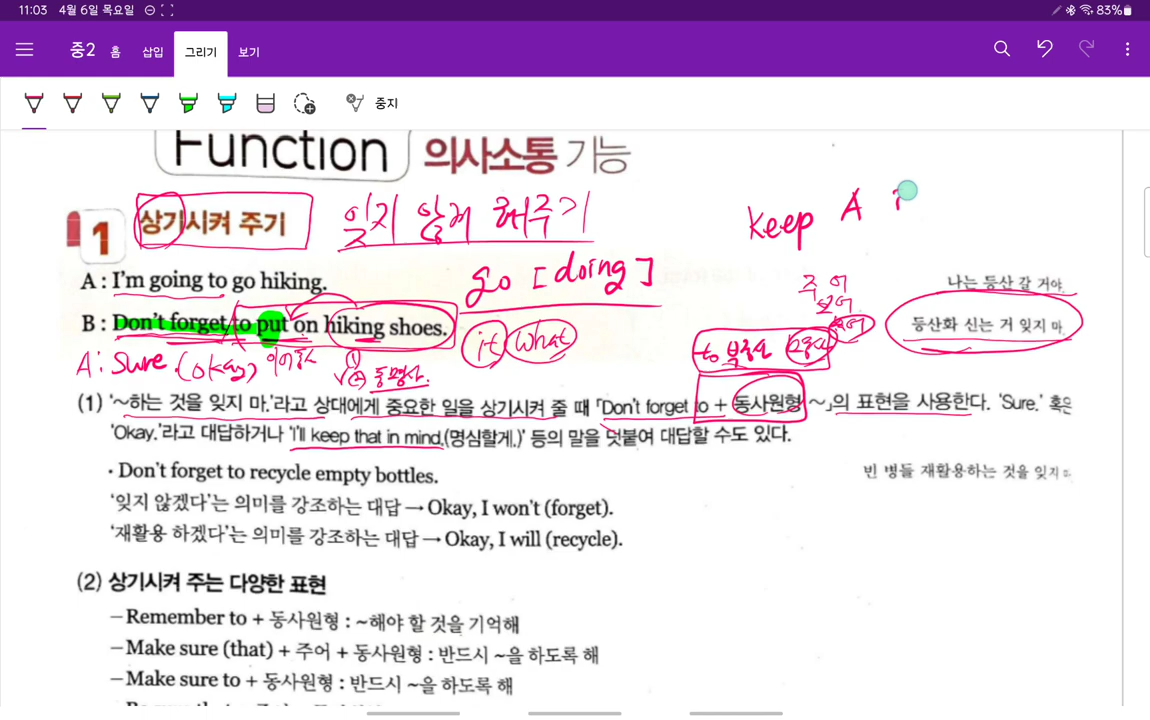 11:03 4월 6일 목요일 83%
중2 홈 삽입 그리기 보기
중지
Function 의사소통 기능
1 상기시켜 주기 잊지 않게 해주기 keep A
A : I'm going to go hiking. go [doing] 나는 등산 갈 거야.
주어
보어
B : Don't forget to put on hiking shoes. it what 등산화 신는 거 잊지 마.
to 부정사
A : Sure. (okay) 이어동사 ① ② 동명사.
(1) '~하는 것을 잊지 마.'라고 상대에게 중요한 일을 상기시켜 줄 때 「Don't forget to + 동사원형 ~」의 표현을 사용한다. 'Sure.' 혹은
'Okay.'라고 대답하거나 'I'll keep that in mind.(명심할게.)' 등의 말을 덧붙여 대답할 수도 있다.
· Don't forget to recycle empty bottles. 빈 병들 재활용하는 것을 잊지
'잊지 않겠다'는 의미를 강조하는 대답 → Okay, I won't (forget).
'재활용 하겠다'는 의미를 강조하는 대답 → Okay, I will (recycle).
(2) 상기시켜 주는 다양한 표현
– Remember to + 동사원형 : ~해야 할 것을 기억해
– Make sure (that) + 주어 + 동사원형 : 반드시 ~을 하도록 해
– Make sure to + 동사원형 : 반드시 ~을 하도록 해